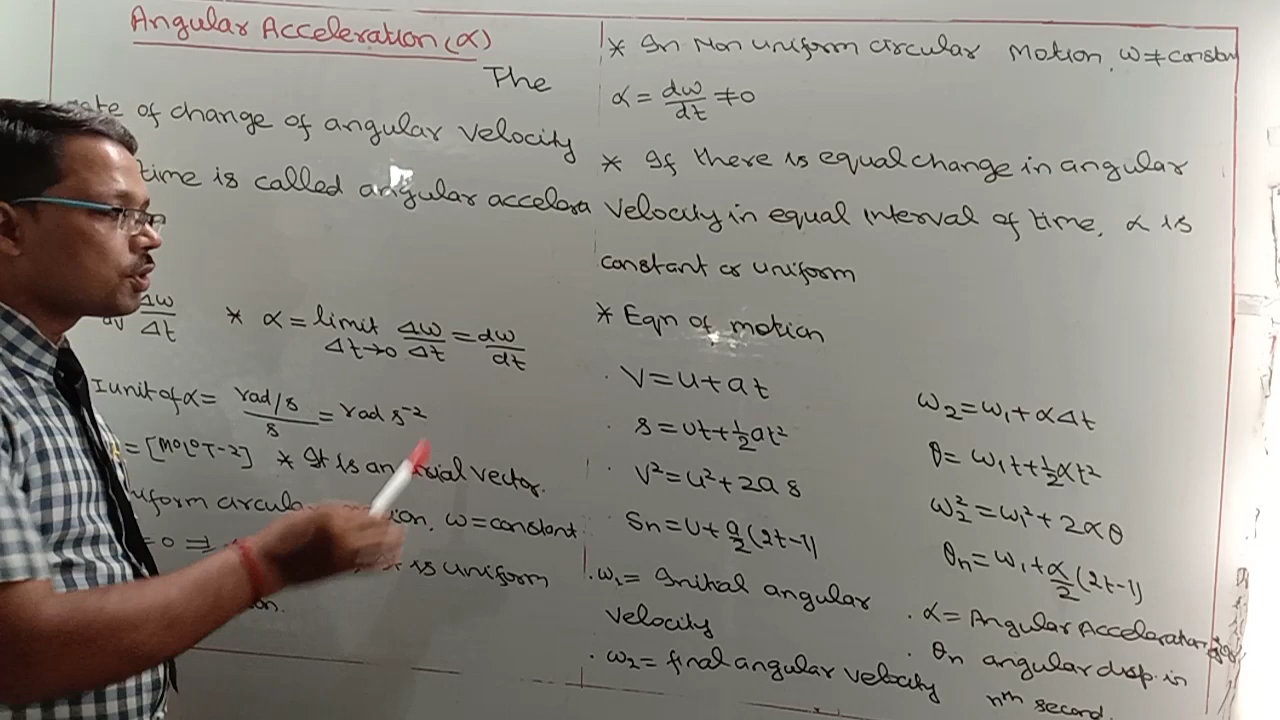 Angular Acceleration (α)
The
of change of angular velocity
time is called angular accelera
Δω/Δt * α = limit Δt→0 Δω/Δt = dω/dt
I unit of α = rad/s / s = rad s⁻²
= [M⁰L⁰T-2] * It is an axial vector.
circular motion, ω = constant
= 0 ⇒
is uniform
* In Non uniform circular Motion, ω ≠ constan
α = dω/dt ≠ 0
* If there is equal change in angular
velocity in equal interval of time, α is
constant or uniform
* Eqn of motion
· V = u + at
ω₂ = ω₁ + αΔt
· s = ut + ½at²
θ = ω₁t + ½αt²
· V² = u² + 2as
ω₂² = ω₁² + 2αθ
· Sn = u + a/2 (2t-1)
θn = ω₁ + α/2 (2t-1)
· ω₁ = Initial angular
velocity
· ω₂ = final angular velocity
· α = Angular Acceleration
· θn angular disp. in
nth second.